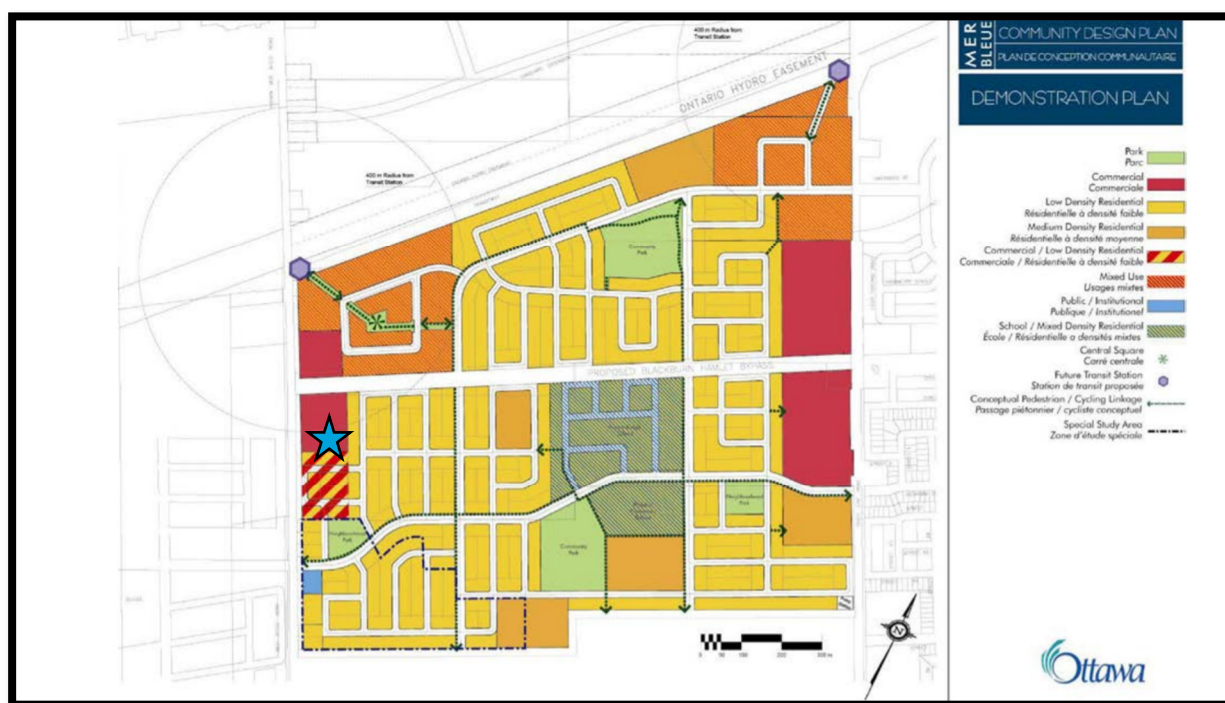 MER BLEUE
COMMUNITY DESIGN PLAN
PLAN DE CONCEPTION COMMUNAUTAIRE
DEMONSTRATION PLAN
400 m Radius from
Transit Station
ONTARIO HYDRO EASEMENT
400 m Radius from
Transit Station
Community
Park
PROPOSED BLACKBURN HAMLET BYPASS
Neighbourhood
Park
Neighbourhood
Park
Community
Park
Park
Parc
Commercial
Commerciale
Low Density Residential
Résidentielle à densité faible
Medium Density Residential
Résidentielle à densité moyenne
Commercial / Low Density Residential
Commerciale / Résidentielle à densité faible
Mixed Use
Usages mixtes
Public / Institutional
Publique / Institutionel
School / Mixed Density Residential
École / Résidentielle a densités mixtes
Central Square
Carré centrale
Future Transit Station
Station de transit proposée
Conceptual Pedestrian / Cycling Linkage
Passage piétonnier / cycliste conceptuel
Special Study Area
Zone d'étude spéciale
N
0 50 100 200 300 m
Ottawa